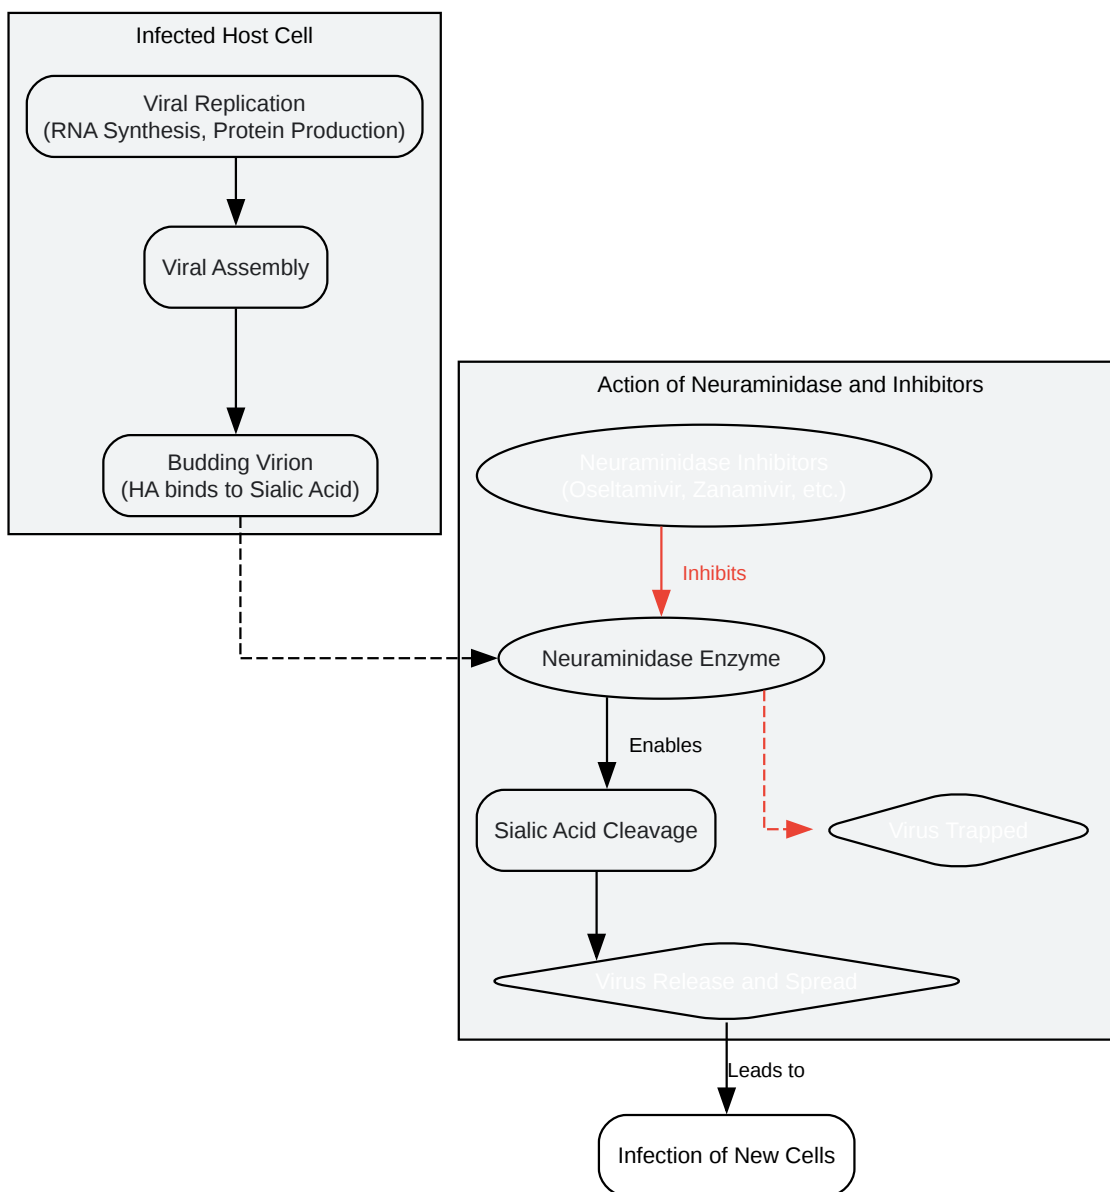 Infected Host Cell
Viral Replication
(RNA Synthesis, Protein Production)
Viral Assembly
Budding Virion
(HA binds to Sialic Acid)
Action of Neuraminidase and Inhibitors
Neuraminidase Inhibitors
(Oseltamivir, Zanamivir, etc.)
Inhibits
Neuraminidase Enzyme
Enables
Sialic Acid Cleavage
Virus Trapped
Virus Release and Spread
Leads to
Infection of New Cells